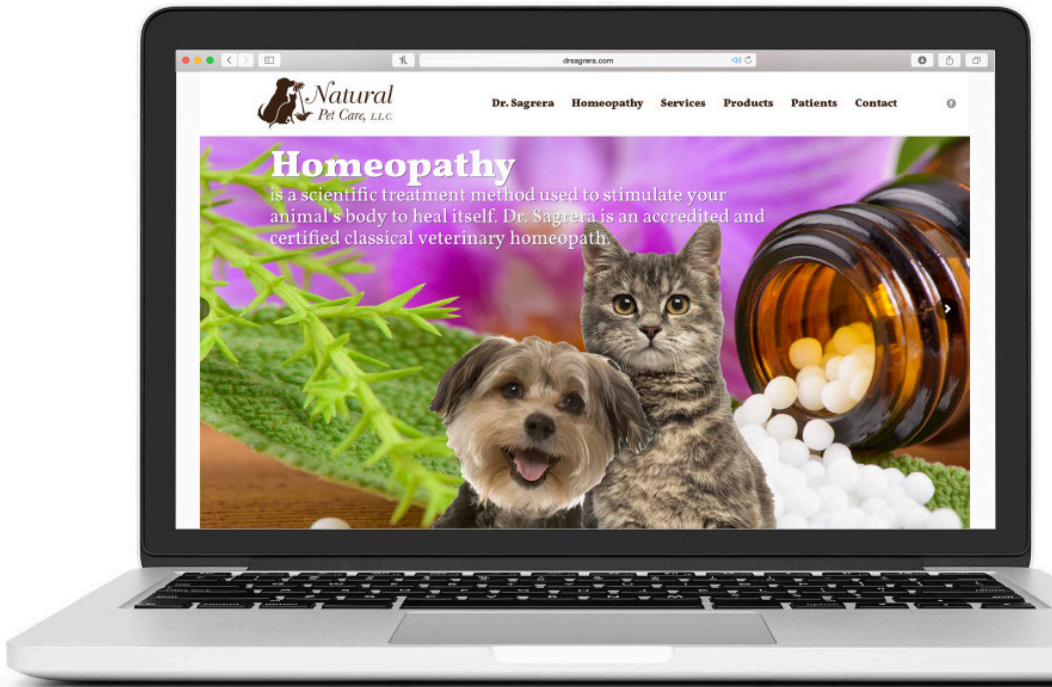 drsagrera.com
Natural
Pet Care, L.L.C.
Dr. Sagrera Homeopathy Services Products Patients Contact
Homeopathy
is a scientific treatment method used to stimulate your
animal's body to heal itself. Dr. Sagrera is an accredited and
certified classical veterinary homeopath.